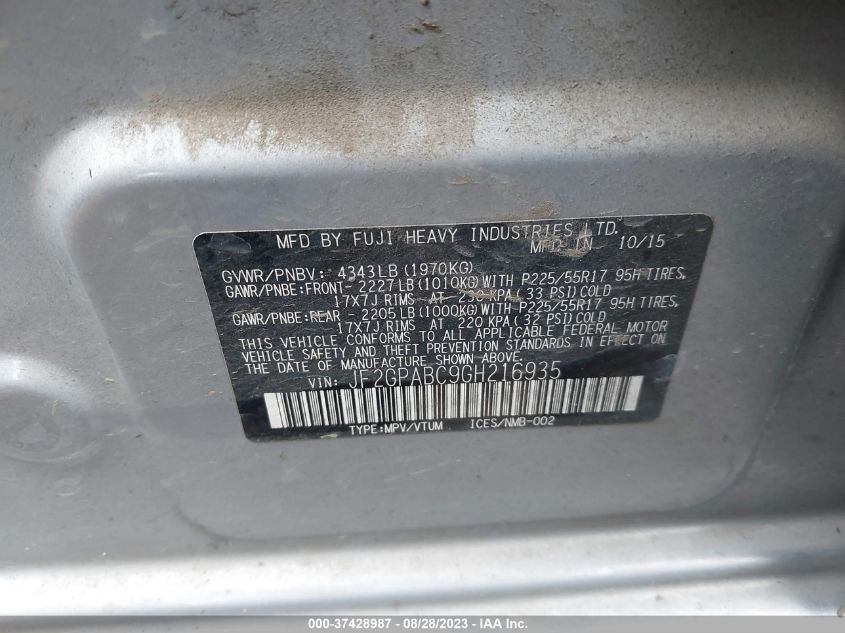 MFD BY FUJI HEAVY INDUSTRIES LTD.
MFD IN 10/15
GVWR/PNBV: 4343LB(1970KG)
GAWR/PNBE:FRONT- 2227LB(1010KG)WITH P225/55R17 95H TIRES,
17X7J RIMS AT 230 KPA( 33 PSI)COLD
GAWR/PNBE:REAR - 2205LB(1000KG)WITH P225/55R17 95H TIRES,
17X7J RIMS AT 220 KPA( 32 PSI)COLD
THIS VEHICLE CONFORMS TO ALL APPLICABLE FEDERAL MOTOR
VEHICLE SAFETY AND THEFT PREVENTION STANDARDS IN EFFECT ON
THE DATE OF MANUFACTURE SHOWN ABOVE.
VIN: JF2GPABC9GH216935
TYPE:MPV/VTUM ICES/NMB-002
000-37428987 - 08/28/2023 - IAA Inc.